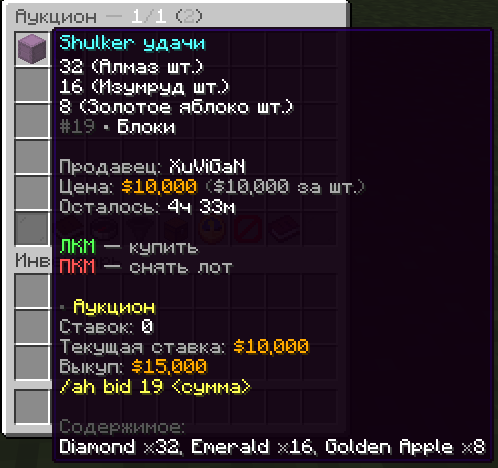 Аукцион — 1/1 (2)
Shulker удачи
32 (Алмаз шт.)
16 (Изумруд шт.)
8 (Золотое яблоко шт.)
#19 • Блоки
Продавец: XuViGaN
Цена: $10,000 ($10,000 за шт.)
Осталось: 4ч 33м
ЛКМ — купить
ПКМ — снять лот
Инв
• Аукцион
Ставок: 0
Текущая ставка: $10,000
Выкуп: $15,000
/ah bid 19 <сумма>
Содержимое:
Diamond x32, Emerald x16, Golden Apple x8